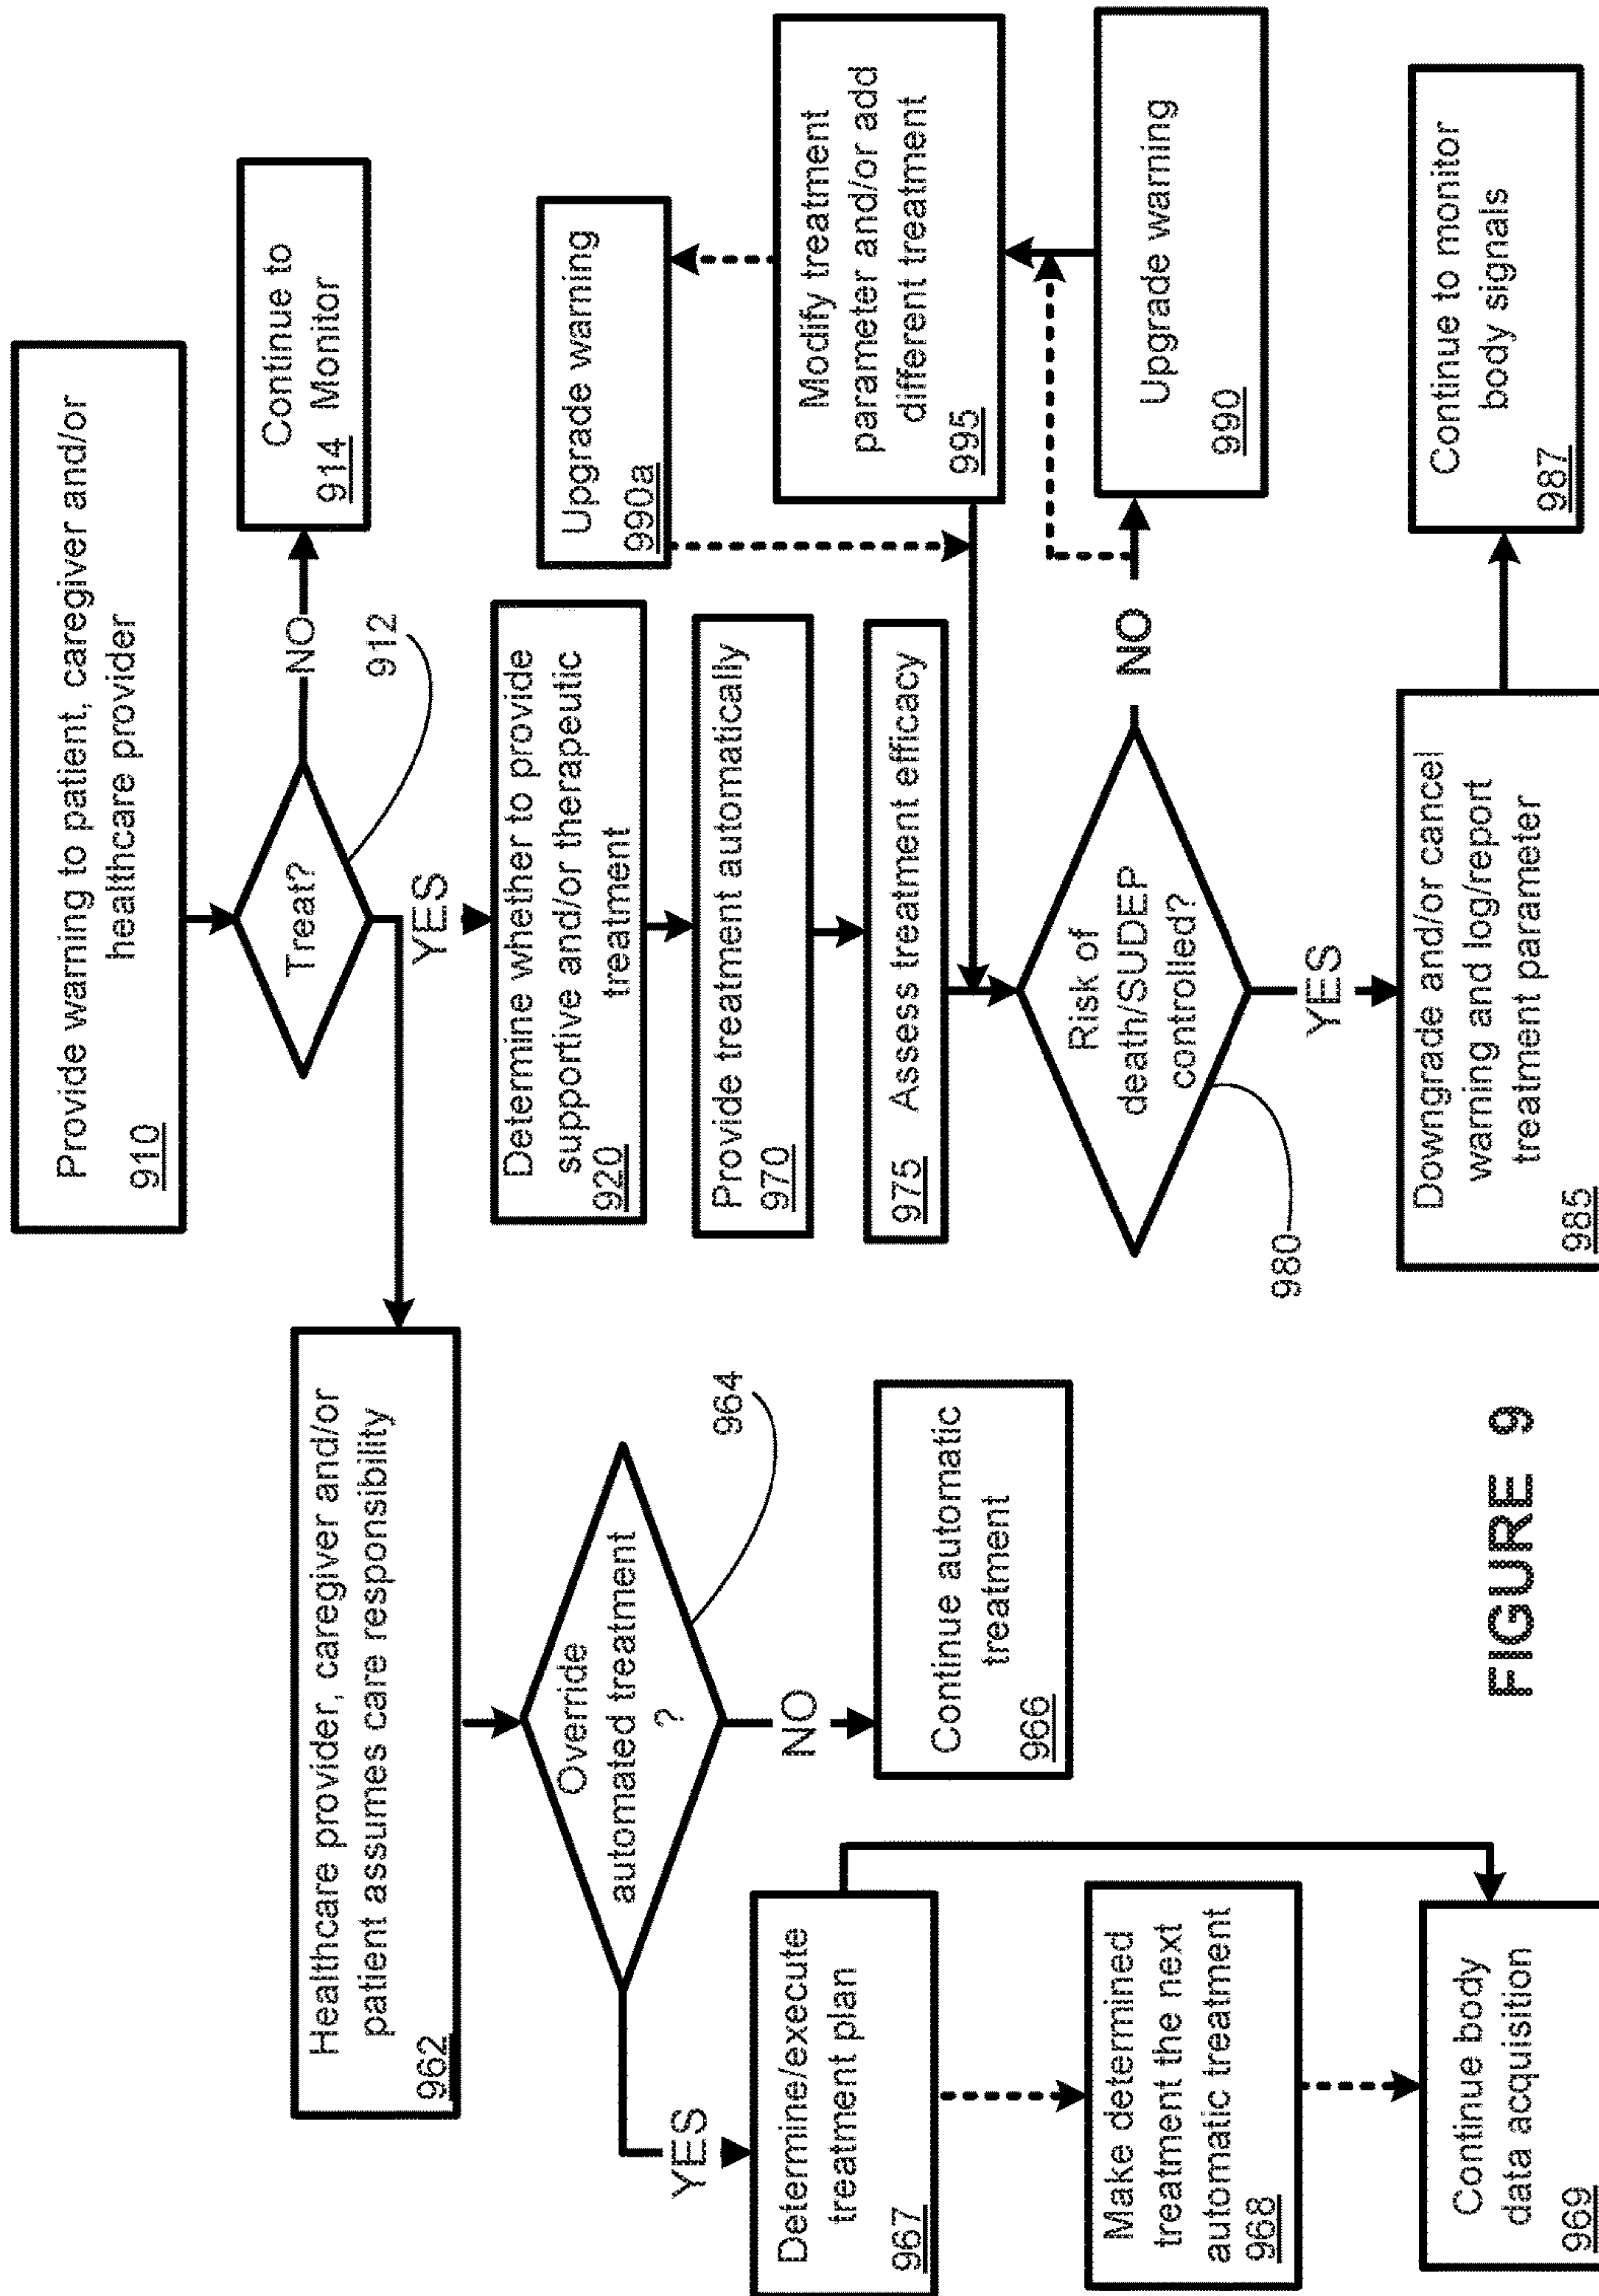 Provide warning to patient, caregiver and/or
healthcare provider
910
Treat?
912
NO
Continue to
914 Monitor
YES
Healthcare provider, caregiver and/or
patient assumes care responsibility
962
Override
automated treatment
?
964
NO
Continue automatic
treatment
966
YES
Determine/execute
treatment plan
967
Make determined
treatment the next
automatic treatment
968
Continue body
data acquisition
969
Determine whether to provide
supportive and/or therapeutic
treatment
920
Provide treatment automatically
970
975 Assess treatment efficacy
Risk of
death/SUDEP
controlled?
980
NO
Upgrade warning
990
Modify treatment
parameter and/or add
different treatment
995
Upgrade warning
990a
YES
Downgrade and/or cancel
warning and log/report
treatment parameter
985
Continue to monitor
body signals
987
FIGURE 9